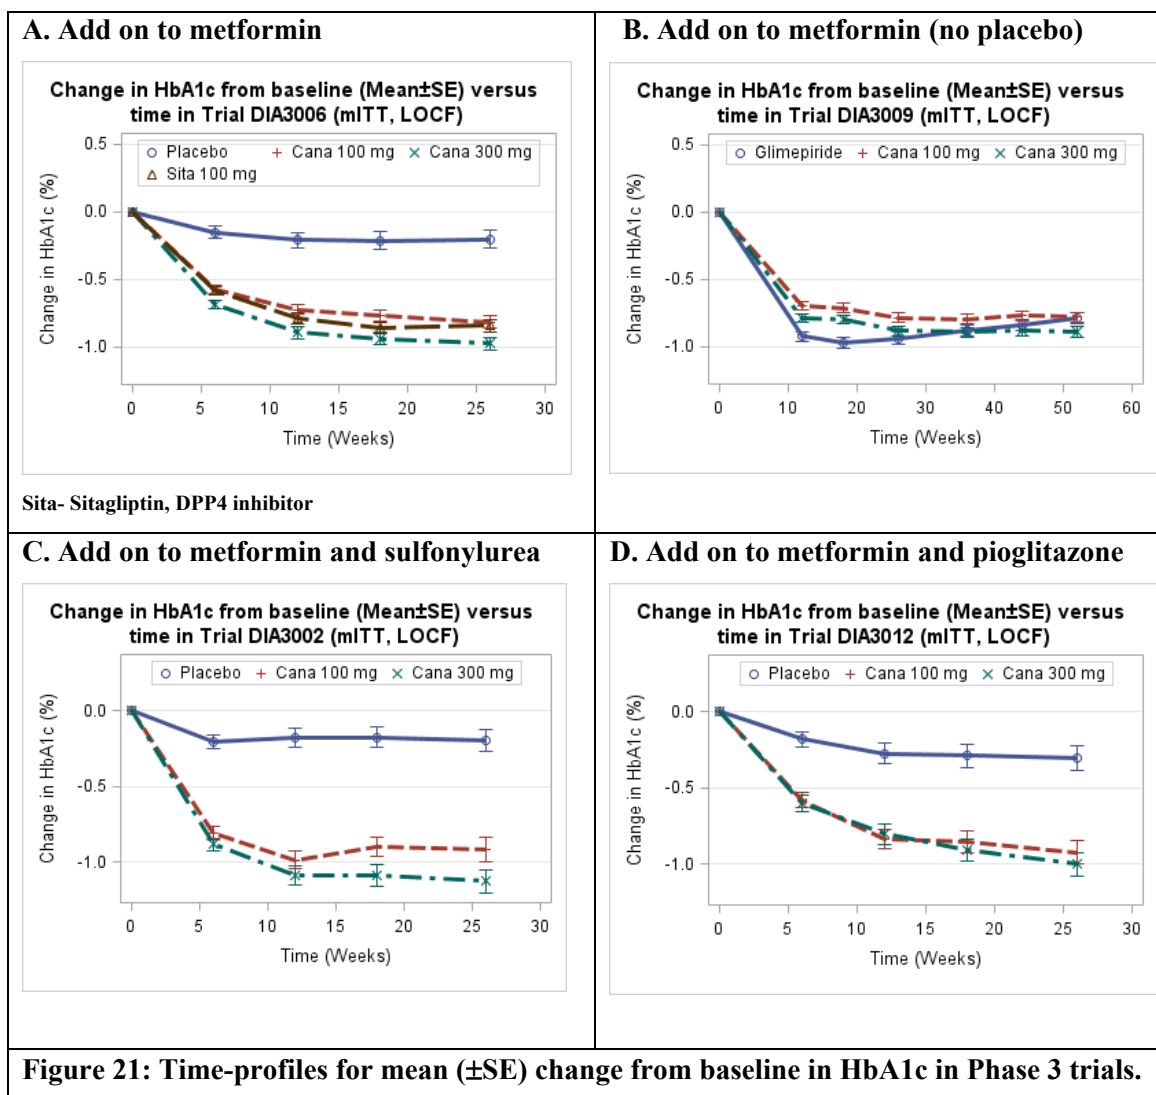 A. Add on to metformin
Change in HbA1c from baseline (Mean±SE) versus
time in Trial DIA3006 (mITT, LOCF)
Placebo Cana 100 mg Cana 300 mg
Sita 100 mg
Change in HbA1c (%)
0.5
0.0
-0.5
-1.0
0 5 10 15 20 25 30
Time (Weeks)
Sita- Sitagliptin, DPP4 inhibitor
B. Add on to metformin (no placebo)
Change in HbA1c from baseline (Mean±SE) versus
time in Trial DIA3009 (mITT, LOCF)
Glimepiride Cana 100 mg Cana 300 mg
Change in HbA1c (%)
0.5
0.0
-0.5
-1.0
0 10 20 30 40 50 60
Time (Weeks)
C. Add on to metformin and sulfonylurea
Change in HbA1c from baseline (Mean±SE) versus
time in Trial DIA3002 (mITT, LOCF)
Placebo Cana 100 mg Cana 300 mg
Change in HbA1c (%)
0.0
-0.5
-1.0
0 5 10 15 20 25 30
Time (Weeks)
D. Add on to metformin and pioglitazone
Change in HbA1c from baseline (Mean±SE) versus
time in Trial DIA3012 (mITT, LOCF)
Placebo Cana 100 mg Cana 300 mg
Change in HbA1c (%)
0.0
-0.5
-1.0
0 5 10 15 20 25 30
Time (Weeks)
Figure 21: Time-profiles for mean (±SE) change from baseline in HbA1c in Phase 3 trials.